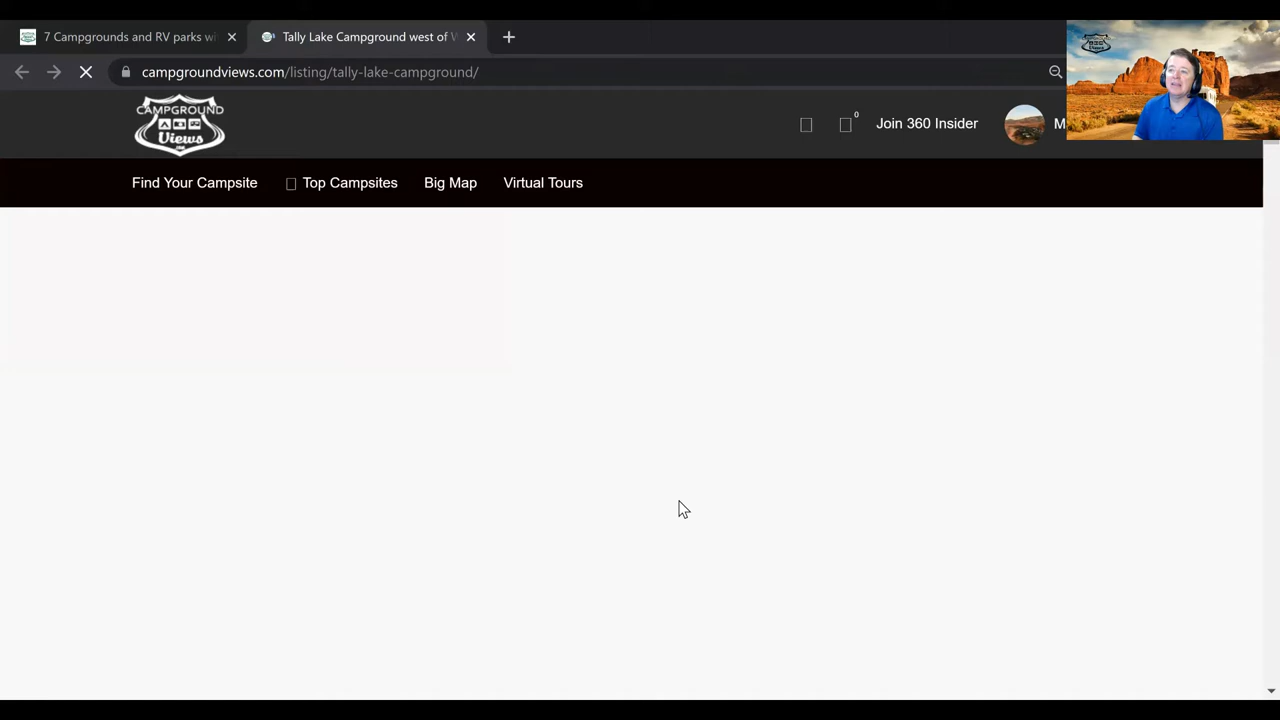 7 Campgrounds and RV parks wi
Tally Lake Campground west of W
campgroundviews.com/listing/tally-lake-campground/
CAMPGROUND
Views
0
Join 360 Insider
M
Find Your Campsite
Top Campsites
Big Map
Virtual Tours